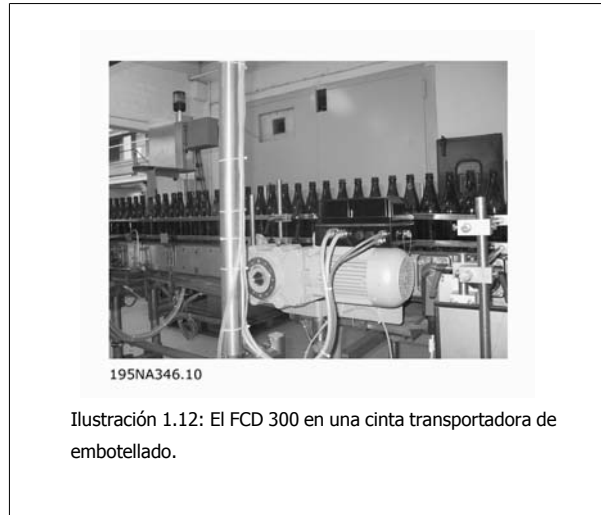 195NA346.10
Ilustración 1.12: El FCD 300 en una cinta transportadora de
embotellado.